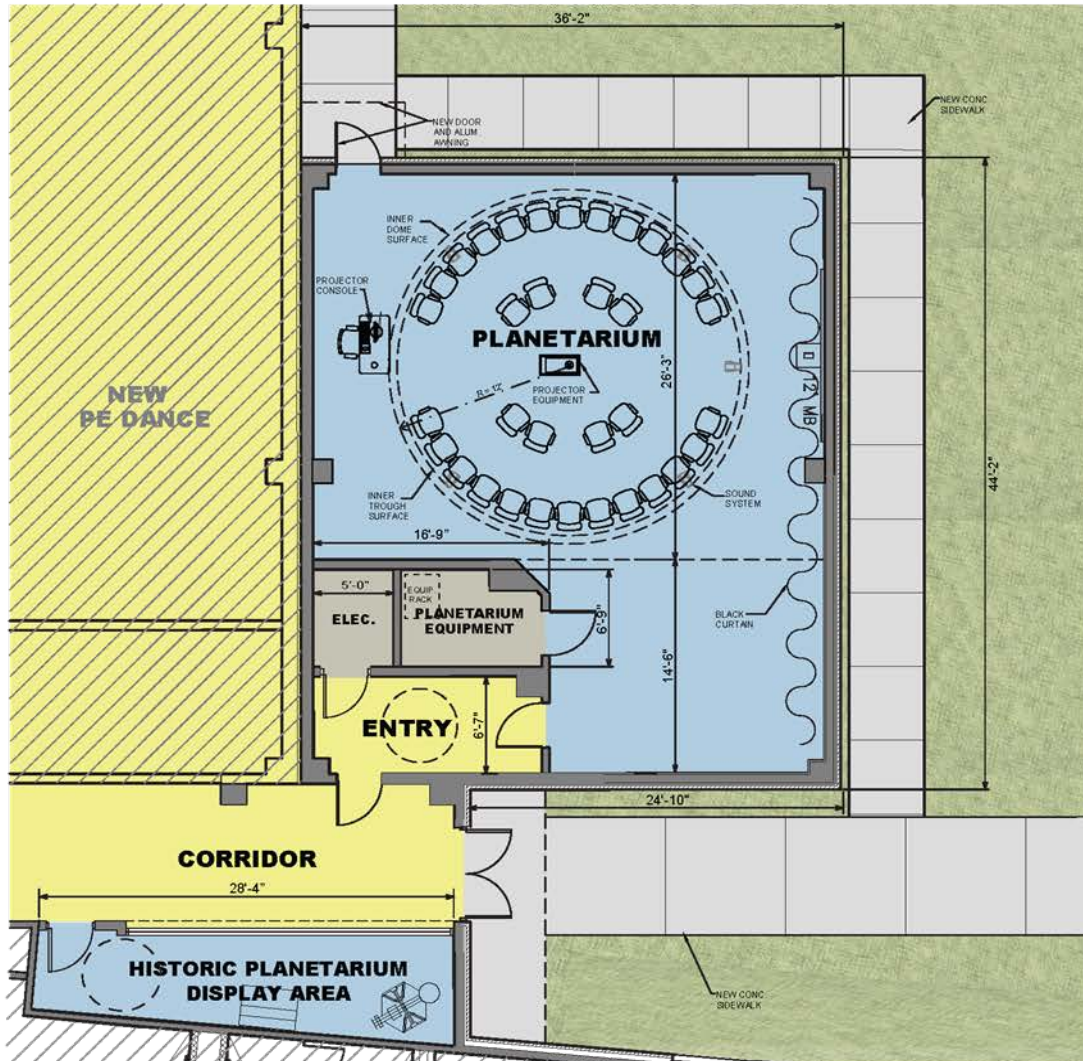 36'-2"
NEW CONC
SIDEWALK
NEW DOOR
AND ALUM
AWNING
INNER
DOME
SURFACE
PROJECTOR
CONSOLE
PLANETARIUM
26'-3"
R= 12'
PROJECTOR
EQUIPMENT
12' MB
NEW
PE DANCE
44'-2"
INNER
TROUGH
SURFACE
SOUND
SYSTEM
16'-9"
5'-0"
EQUIP
RACK
ELEC.
PLANETARIUM
EQUIPMENT
6'-9"
BLACK
CURTAIN
14'-6"
ENTRY
6'-7"
24'-10"
CORRIDOR
28'-4"
HISTORIC PLANETARIUM
DISPLAY AREA
NEW CONC
SIDEWALK